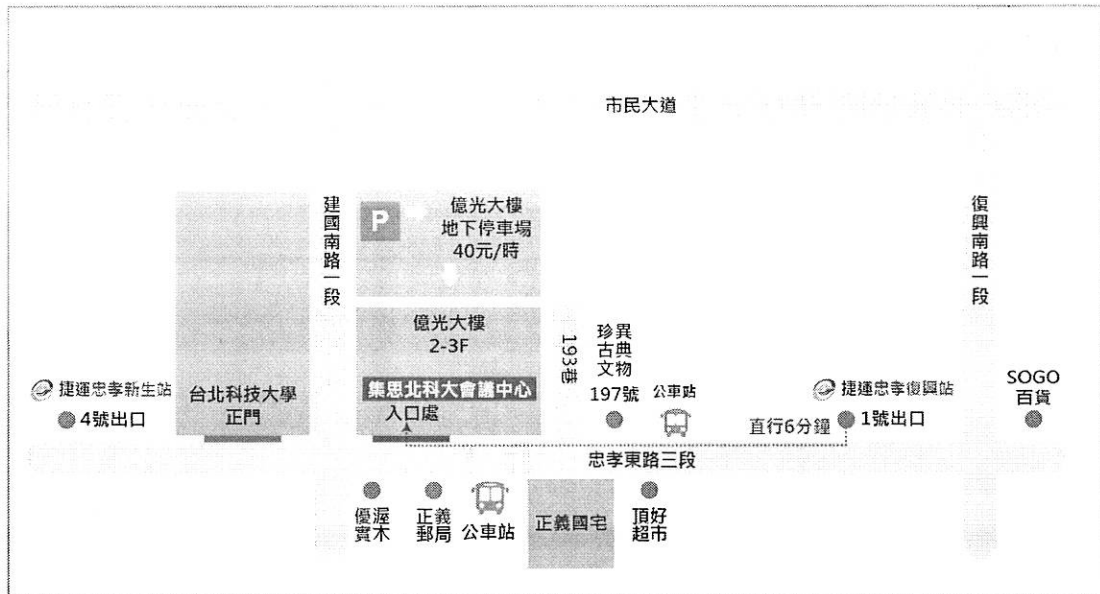 市民大道
建國南路一段
P
億光大樓
地下停車場
40元/時
復興南路一段
億光大樓
2-3F
集思北科大會議中心
入口處
193巷
珍古文物
異典
197號
公車站
捷運忠孝新生站
4號出口
台北科技大學
正門
捷運忠孝復興站
1號出口
直行6分鐘
SOGO
百貨
忠孝東路三段
優渥
實木
正義
郵局
公車站
正義國宅
頂好
超市